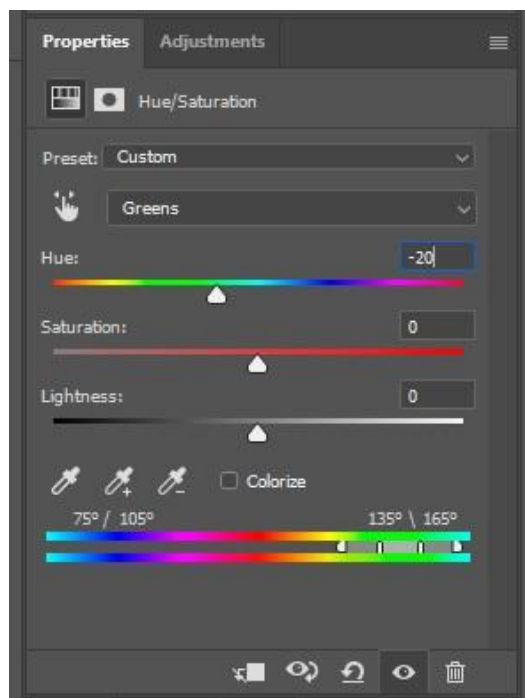 Properties Adjustments
Hue/Saturation
Preset: Custom
Greens
Hue: -20
Saturation: 0
Lightness: 0
Colorize
75° / 105° 135° \ 165°